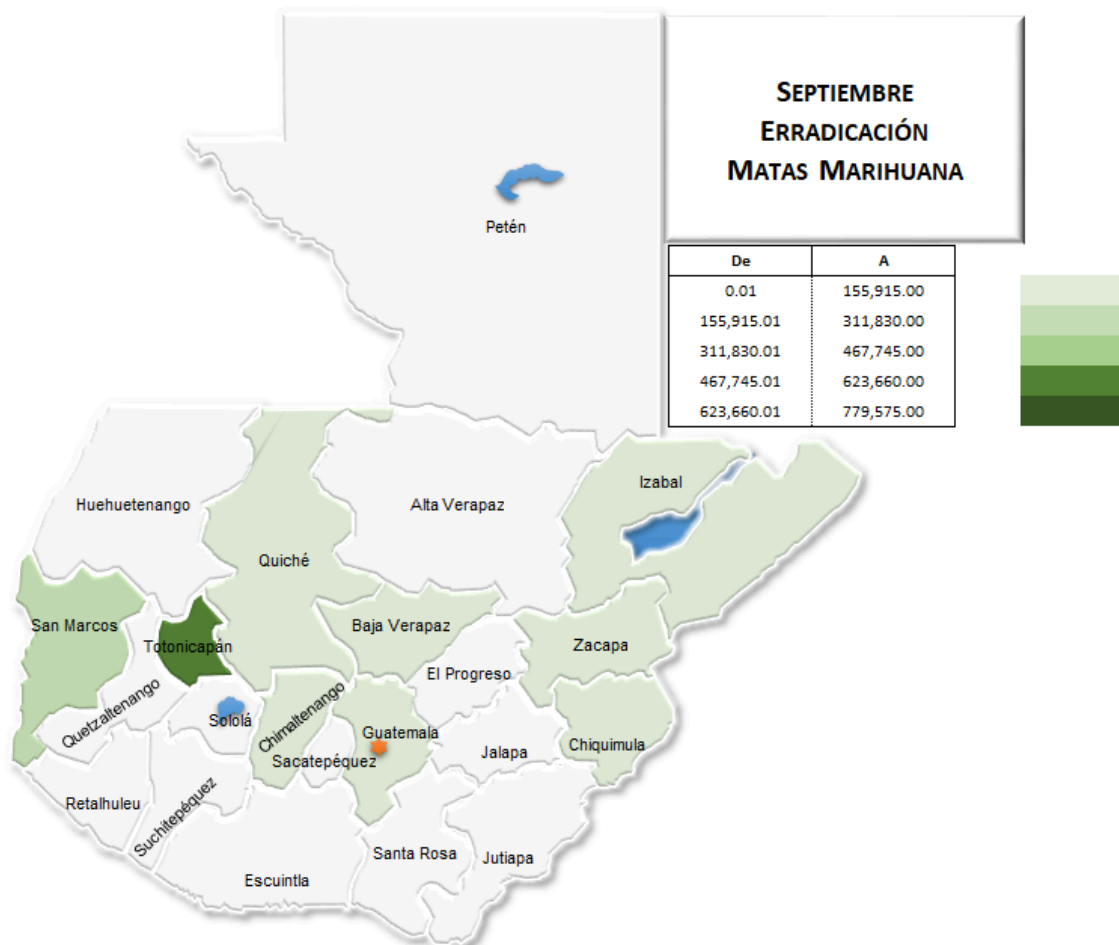 SEPTIEMBRE
ERRADICACIÓN
MATAS MARIHUANA
Petén
De A
0.01 155,915.00
155,915.01 311,830.00
311,830.01 467,745.00
467,745.01 623,660.00
623,660.01 779,575.00
Izabal
Huehuetenango
Alta Verapaz
Quiché
San Marcos
Totonicapán
Baja Verapaz
Zacapa
El Progreso
Quetzaltenango
Sololá
Chimaltenango
Guatemala
Sacatepéquez
Jalapa
Chiquimula
Retalhuleu
Suchitepéquez
Santa Rosa
Jutiapa
Escuintla